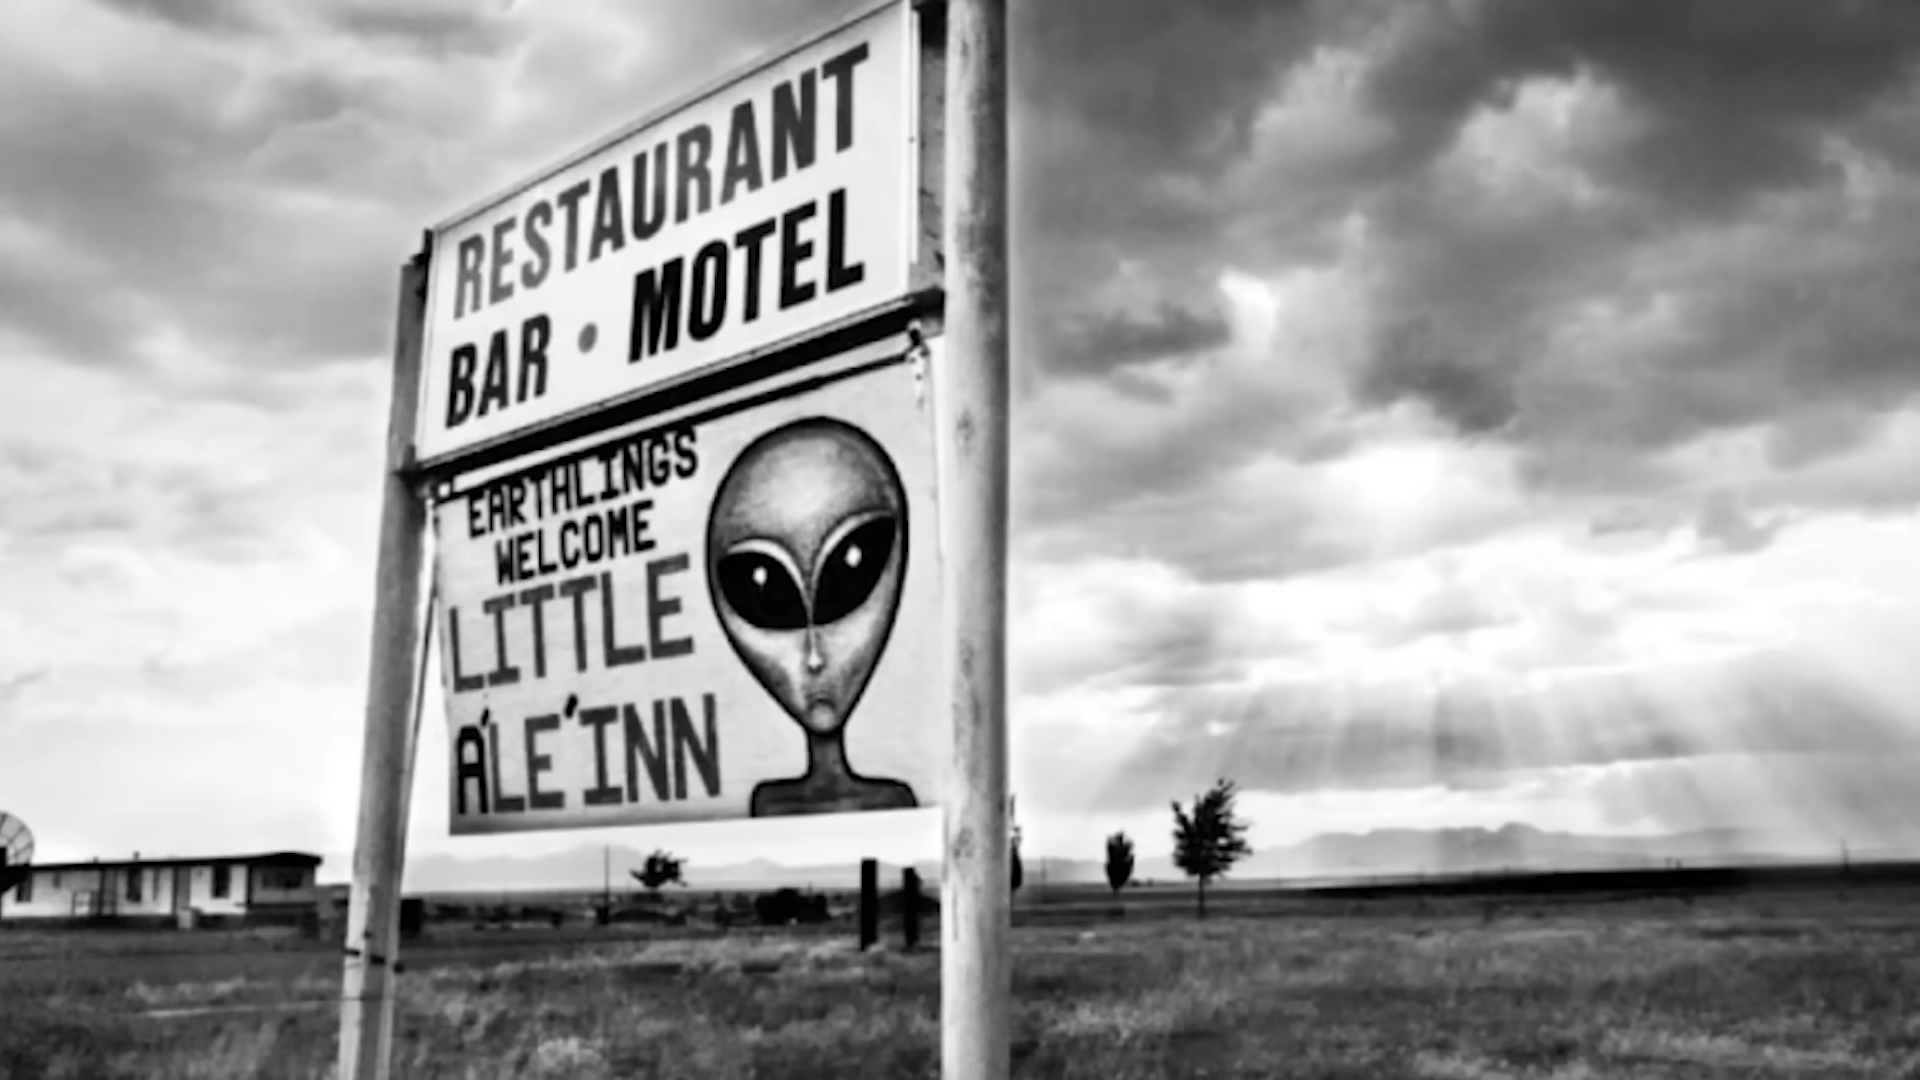 RESTAURANT
BAR • MOTEL
EARTHLINGS
WELCOME
LITTLE
A'LE'INN